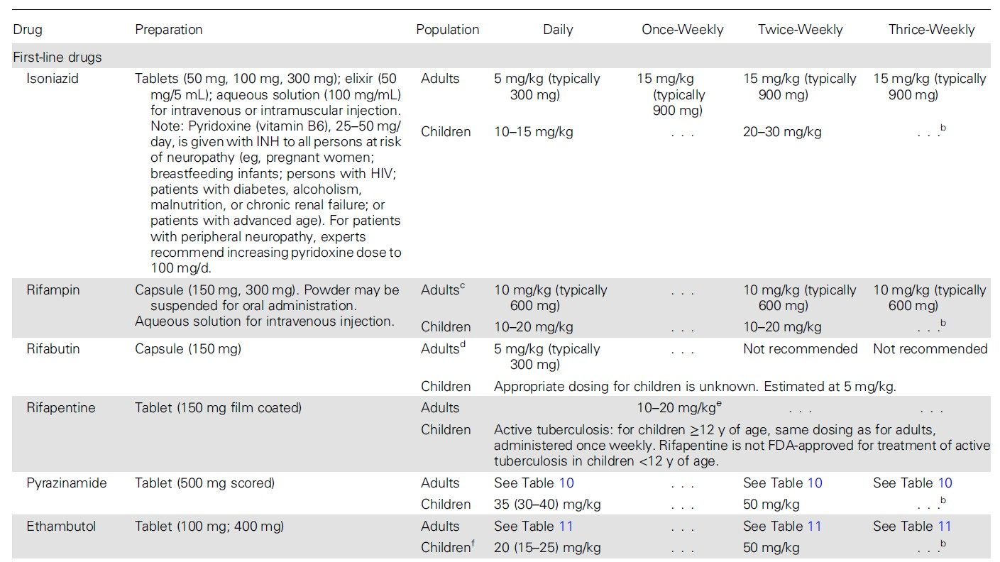 Drug Preparation Population Daily Once-Weekly Twice-Weekly Thrice-Weekly
First-line drugs
Isoniazid
Tablets (50 mg, 100 mg, 300 mg); elixir (50
mg/5 mL); aqueous solution (100 mg/mL)
for intravenous or intramuscular injection.
Note: Pyridoxine (vitamin B6), 25–50 mg/
day, is given with INH to all persons at risk
of neuropathy (eg, pregnant women;
breastfeeding infants; persons with HIV;
patients with diabetes, alcoholism,
malnutrition, or chronic renal failure; or
patients with advanced age). For patients
with peripheral neuropathy, experts
recommend increasing pyridoxine dose to
100 mg/d.
Adults
5 mg/kg (typically
300 mg)
15 mg/kg
(typically
900 mg)
15 mg/kg (typically
900 mg)
15 mg/kg (typically
900 mg)
Children 10–15 mg/kg . . . 20–30 mg/kg . . .b
Rifampin
Capsule (150 mg, 300 mg). Powder may be
suspended for oral administration.
Aqueous solution for intravenous injection.
Adultsc
10 mg/kg (typically
600 mg)
. . .
10 mg/kg (typically
600 mg)
10 mg/kg (typically
600 mg)
Children 10–20 mg/kg . . . 10–20 mg/kg . . .b
Rifabutin
Capsule (150 mg)
Adultsd
5 mg/kg (typically
300 mg)
. . .
Not recommended
Not recommended
Children Appropriate dosing for children is unknown. Estimated at 5 mg/kg.
Rifapentine Tablet (150 mg film coated) Adults 10–20 mg/kge . . . . . .
Children
Active tuberculosis: for children ≥12 y of age, same dosing as for adults,
administered once weekly. Rifapentine is not FDA-approved for treatment of active
tuberculosis in children <12 y of age.
Pyrazinamide Tablet (500 mg scored) Adults See Table 10 . . . See Table 10 See Table 10
Children 35 (30–40) mg/kg . . . 50 mg/kg . . .b
Ethambutol Tablet (100 mg; 400 mg) Adults See Table 11 . . . See Table 11 See Table 11
Childrenf 20 (15–25) mg/kg . . . 50 mg/kg . . .b